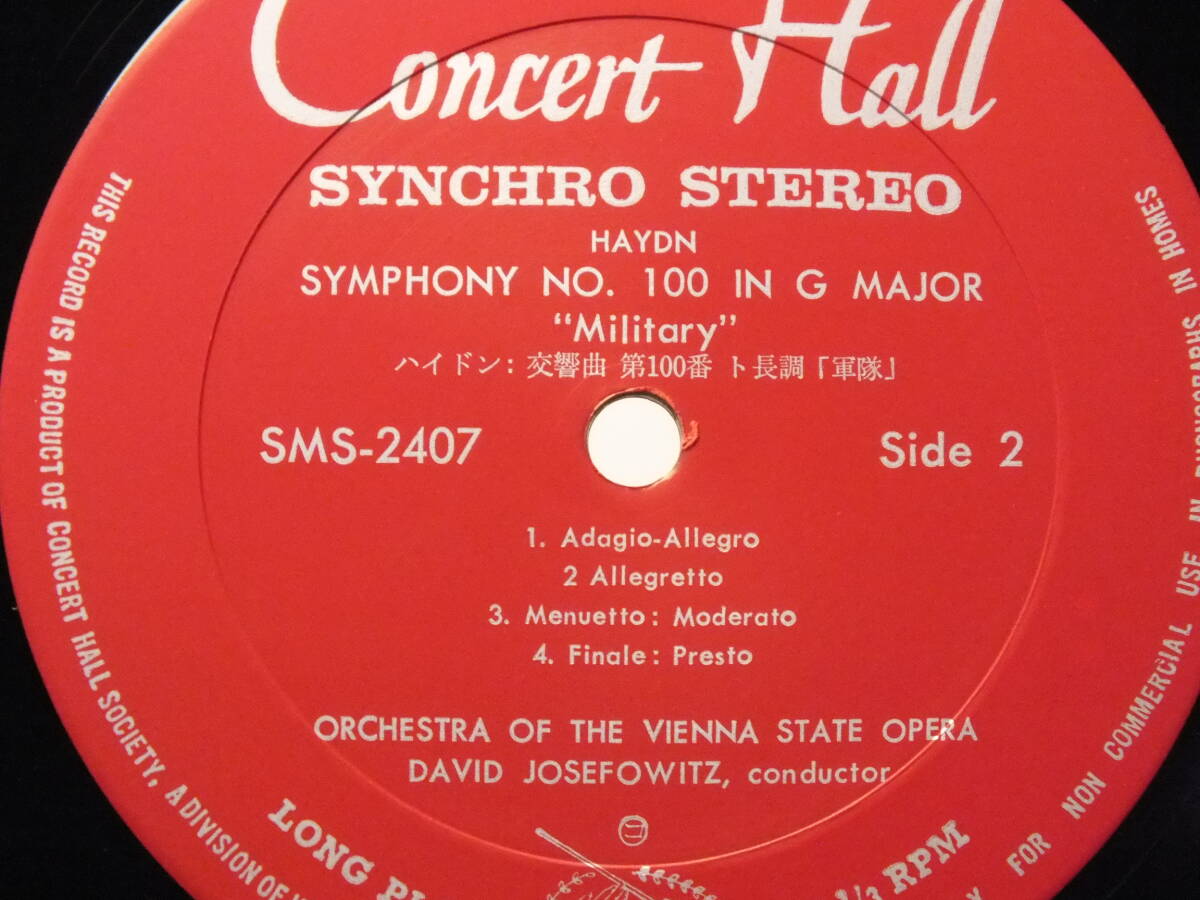 Concert Hall
SYNCHRO STEREO
HAYDN
SYMPHONY NO. 100 IN G MAJOR
"Military"
ハイドン: 交響曲 第100番 ト長調「軍隊」
SMS-2407
Side 2
1. Adagio-Allegro
2 Allegretto
3. Menuetto: Moderato
4. Finale: Presto
ORCHESTRA OF THE VIENNA STATE OPERA
DAVID JOSEFOWITZ, conductor
コ
LONG
RPM
THIS RECORD IS A PRODUCT OF CONCERT HALL SOCIETY, A DIVISION OF
FOR NON COMMERCIAL USE IN
IN HOMES